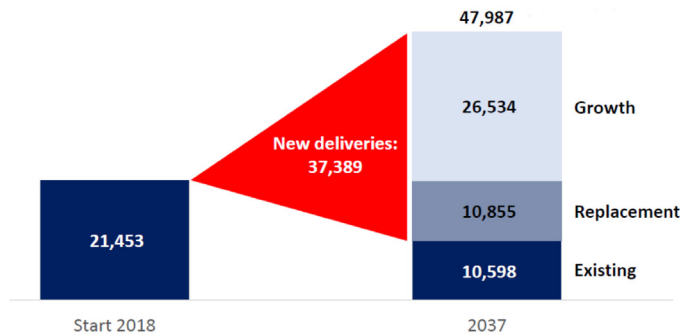 47,987
26,534
Growth
New deliveries:
37,389
10,855
Replacement
21,453
10,598
Existing
Start 2018
2037